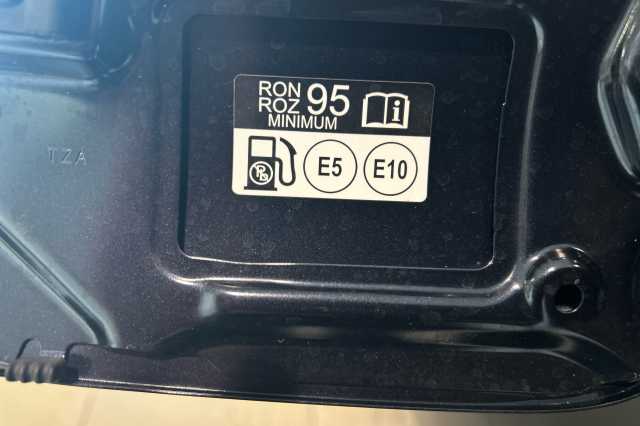 RON 95
ROZ
MINIMUM
i
Pb
E5 E10
TZA